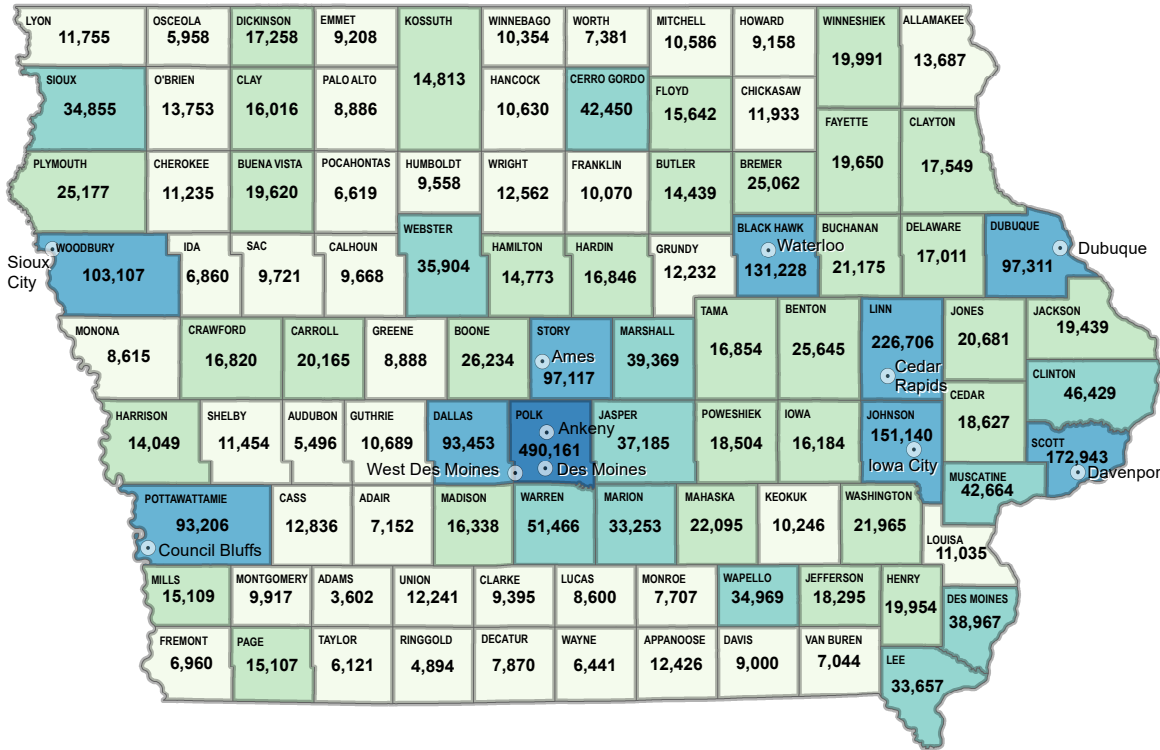 LYON
11,755
OSCEOLA
5,958
DICKINSON
17,258
EMMET
9,208
KOSSUTH
14,813
WINNEBAGO
10,354
WORTH
7,381
MITCHELL
10,586
HOWARD
9,158
WINNESHIEK
19,991
ALLAMAKEE
13,687
SIOUX
34,855
O'BRIEN
13,753
CLAY
16,016
PALO ALTO
8,886
HANCOCK
10,630
CERRO GORDO
42,450
FLOYD
15,642
CHICKASAW
11,933
FAYETTE
19,650
CLAYTON
17,549
PLYMOUTH
25,177
CHEROKEE
11,235
BUENA VISTA
19,620
POCAHONTAS
6,619
HUMBOLDT
9,558
WRIGHT
12,562
FRANKLIN
10,070
BUTLER
14,439
BREMER
25,062
WOODBURY
103,107
Sioux
City
IDA
6,860
SAC
9,721
CALHOUN
9,668
WEBSTER
35,904
HAMILTON
14,773
HARDIN
16,846
GRUNDY
12,232
BLACK HAWK
Waterloo
131,228
BUCHANAN
21,175
DELAWARE
17,011
DUBUQUE
97,311
Dubuque
MONONA
8,615
CRAWFORD
16,820
CARROLL
20,165
GREENE
8,888
BOONE
26,234
STORY
Ames
97,117
MARSHALL
39,369
TAMA
16,854
BENTON
25,645
LINN
226,706
Cedar
Rapids
JONES
20,681
JACKSON
19,439
CLINTON
46,429
CEDAR
18,627
HARRISON
14,049
SHELBY
11,454
AUDUBON
5,496
GUTHRIE
10,689
DALLAS
93,453
West Des Moines
POLK
Ankeny
490,161
Des Moines
JASPER
37,185
POWESHIEK
18,504
IOWA
16,184
JOHNSON
151,140
Iowa City
SCOTT
172,943
Davenpor
MUSCATINE
42,664
POTTAWATTAMIE
93,206
Council Bluffs
CASS
12,836
ADAIR
7,152
MADISON
16,338
WARREN
51,466
MARION
33,253
MAHASKA
22,095
KEOKUK
10,246
WASHINGTON
21,965
LOUISA
11,035
MILLS
15,109
MONTGOMERY
9,917
ADAMS
3,602
UNION
12,241
CLARKE
9,395
LUCAS
8,600
MONROE
7,707
WAPELLO
34,969
JEFFERSON
18,295
HENRY
19,954
DES MOINES
38,967
FREMONT
6,960
PAGE
15,107
TAYLOR
6,121
RINGGOLD
4,894
DECATUR
7,870
WAYNE
6,441
APPANOOSE
12,426
DAVIS
9,000
VAN BUREN
7,044
LEE
33,657